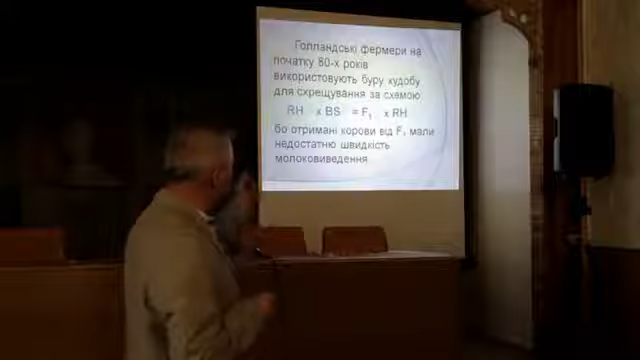 Голландські фермери на
початку 80-х років
використовують буру худобу
для схрещування за схемою
RH x BS = F₁ x RH
бо отримані корови від F₁ мали
недостатню швидкість
молоковиведення